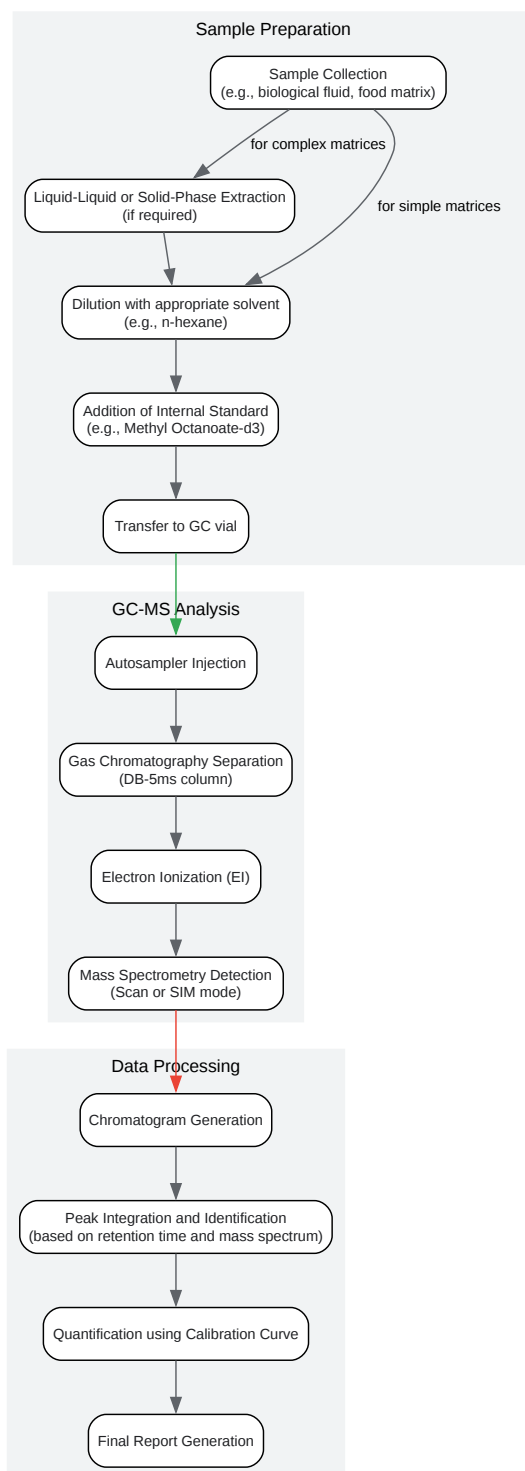 Sample Preparation
Sample Collection
(e.g., biological fluid, food matrix)
for complex matrices
Liquid-Liquid or Solid-Phase Extraction
(if required)
for simple matrices
Dilution with appropriate solvent
(e.g., n-hexane)
Addition of Internal Standard
(e.g., Methyl Octanoate-d3)
Transfer to GC vial
GC-MS Analysis
Autosampler Injection
Gas Chromatography Separation
(DB-5ms column)
Electron Ionization (EI)
Mass Spectrometry Detection
(Scan or SIM mode)
Data Processing
Chromatogram Generation
Peak Integration and Identification
(based on retention time and mass spectrum)
Quantification using Calibration Curve
Final Report Generation